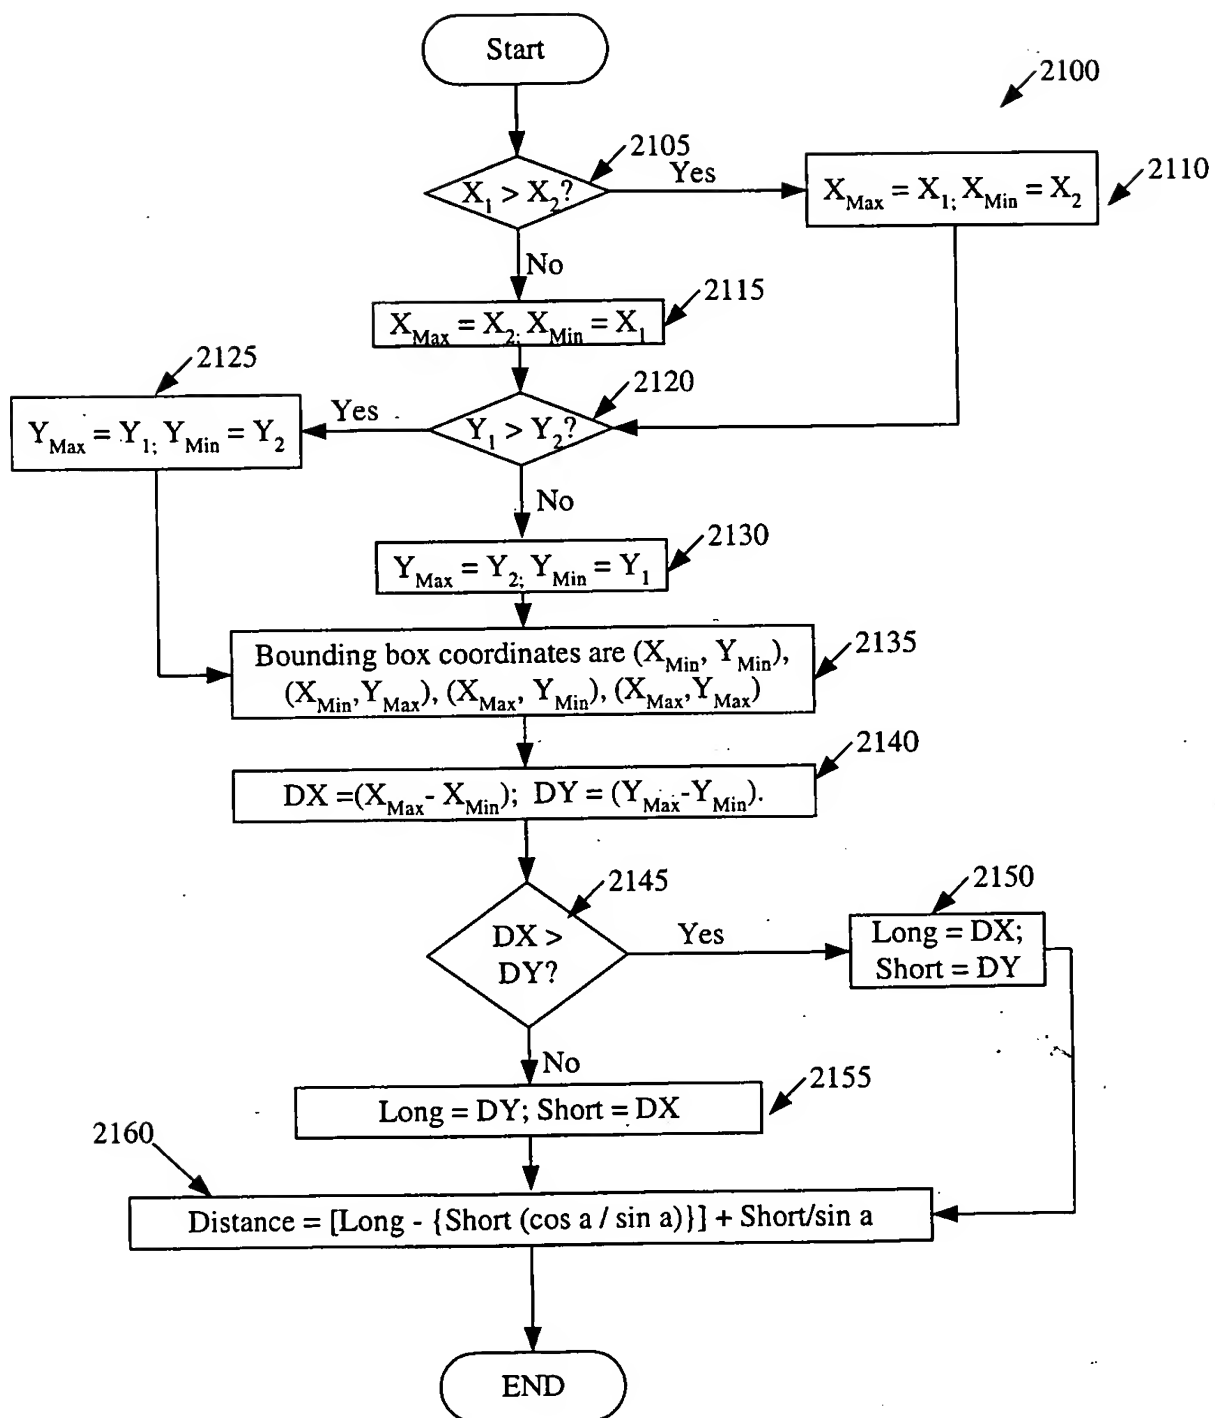 Start
2100
2105
X1 > X2?
Yes
XMax = X1; XMin = X2
2110
No
2115
XMax = X2; XMin = X1
2125
2120
YMax = Y1; YMin = Y2
Yes
Y1 > Y2?
No
2130
YMax = Y2; YMin = Y1
2135
Bounding box coordinates are (XMin, YMin),
(XMin,YMax), (XMax, YMin), (XMax,YMax)
2140
DX =(XMax- XMin); DY = (YMax-YMin).
2145
2150
DX >
DY?
Yes
Long = DX;
Short = DY
No
2155
Long = DY; Short = DX
2160
Distance = [Long - {Short (cos a / sin a)}] + Short/sin a
END